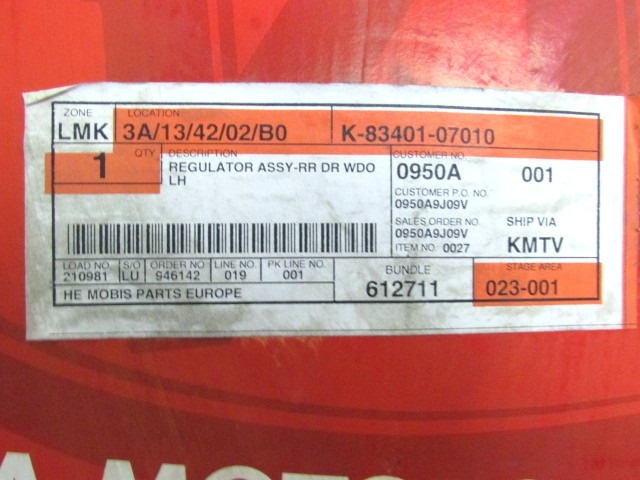 ZONE LOCATION
LMK 3A/13/42/02/B0 K-83401-07010
QTY DESCRIPTION CUSTOMER NO.
1 REGULATOR ASSY-RR DR WDO 0950A 001
LH
CUSTOMER P.O. NO.
0950A9J09V
SALES ORDER NO. SHIP VIA
0950A9J09V
ITEM NO. 0027 KMTV
LOAD NO. S/O ORDER NO LINE NO. PK LINE NO. BUNDLE STAGE AREA
210981 LU 946142 019 001 612711 023-001
HE MOBIS PARTS EUROPE